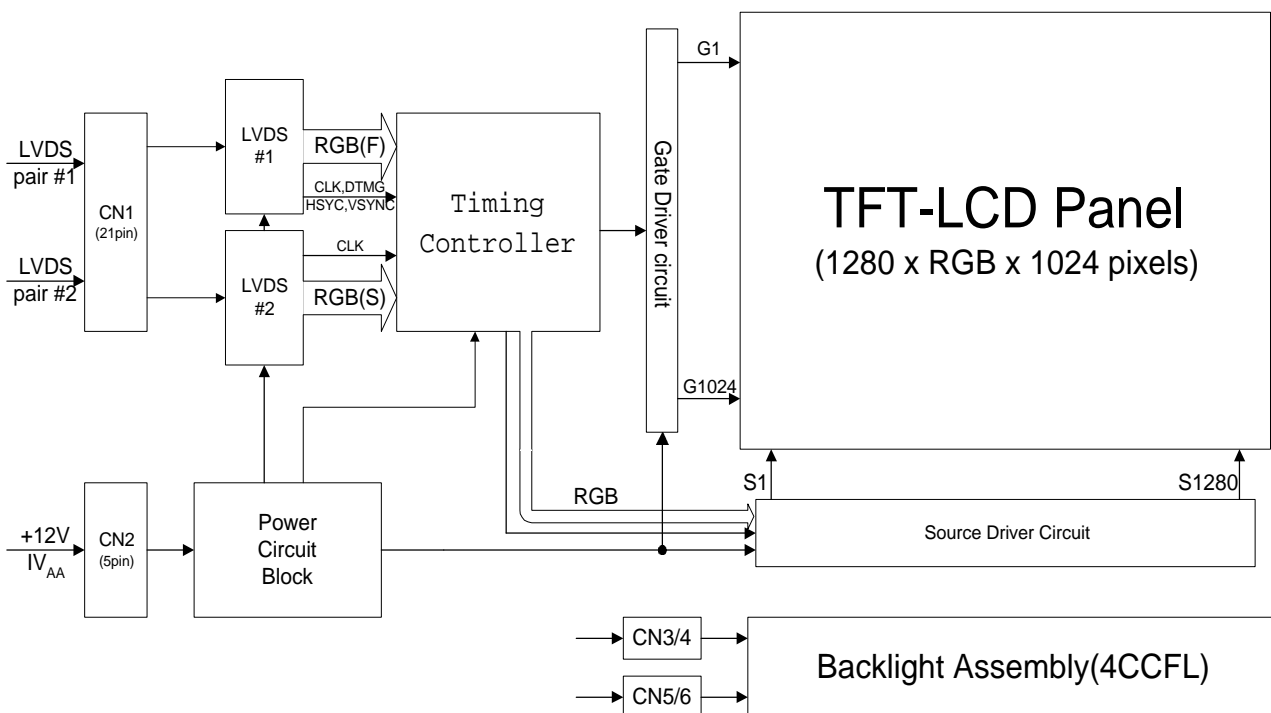 LVDS
pair #1
LVDS
pair #2
CN1
(21pin)
LVDS
#1
LVDS
#2
RGB(F)
CLK,DTMG
HSYC,VSYNC
CLK
RGB(S)
Timing
Controller
Gate Driver circuit
G1
G1024
TFT-LCD Panel
(1280 x RGB x 1024 pixels)
S1
S1280
RGB
Source Driver Circuit
+12V
IVAA
CN2
(5pin)
Power
Circuit
Block
CN3/4
CN5/6
Backlight Assembly(4CCFL)